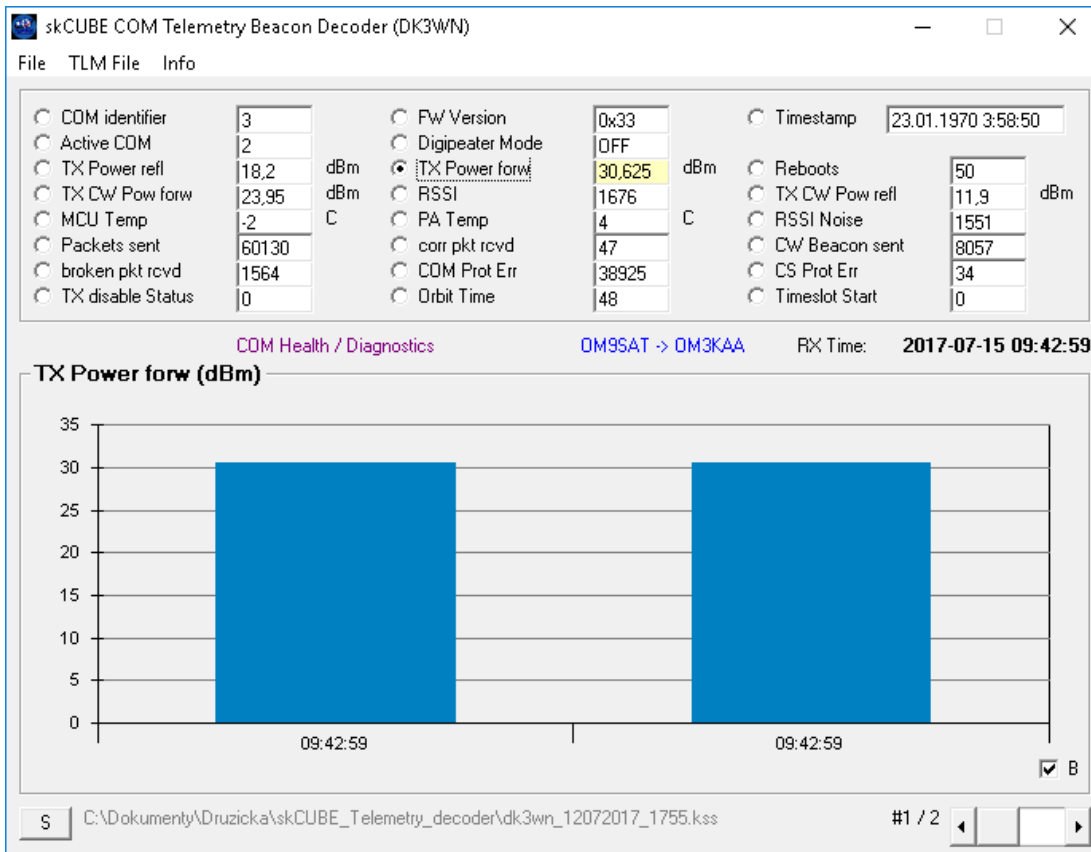 skCUBE COM Telemetry Beacon Decoder (DK3WN)
File TLM File Info
COM identifier 3 FW Version 0x33 Timestamp 23.01.1970 3:58:50
Active COM 2 Digipeater Mode OFF
TX Power refl 18,2 dBm TX Power forw 30,625 dBm Reboots 50
TX CW Pow forw 23,95 dBm RSSI 1676 TX CW Pow refl 11,9 dBm
MCU Temp -2 C PA Temp 4 C RSSI Noise 1551
Packets sent 60130 corr pkt rcvd 47 CW Beacon sent 8057
broken pkt rcvd 1564 COM Prot Err 38925 CS Prot Err 34
TX disable Status 0 Orbit Time 48 Timeslot Start 0
COM Health / Diagnostics OM9SAT -> OM3KAA RX Time: 2017-07-15 09:42:59
TX Power forw (dBm)
35
30
25
20
15
10
5
0
09:42:59 09:42:59
B
S C:\Dokumenty\Druzicka\skCUBE_Telemetry_decoder\dk3wn_12072017_1755.kss #1 / 2